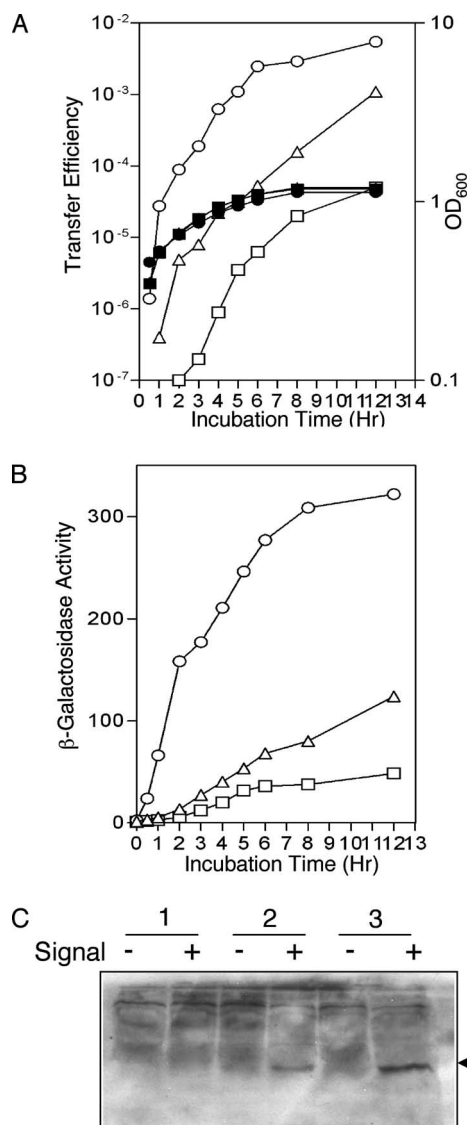 A
10⁻² 10
10⁻³
10⁻⁴ 1
10⁻⁵
10⁻⁶
10⁻⁷ 0.1
Transfer Efficiency
OD₆₀₀
0 1 2 3 4 5 6 7 8 9 10 11 12 13 14
Incubation Time (Hr)
B
300
200
100
0
β-Galactosidase Activity
0 1 2 3 4 5 6 7 8 9 10 11 12 13
Incubation Time (Hr)
C
1 2 3
Signal - + - + - +